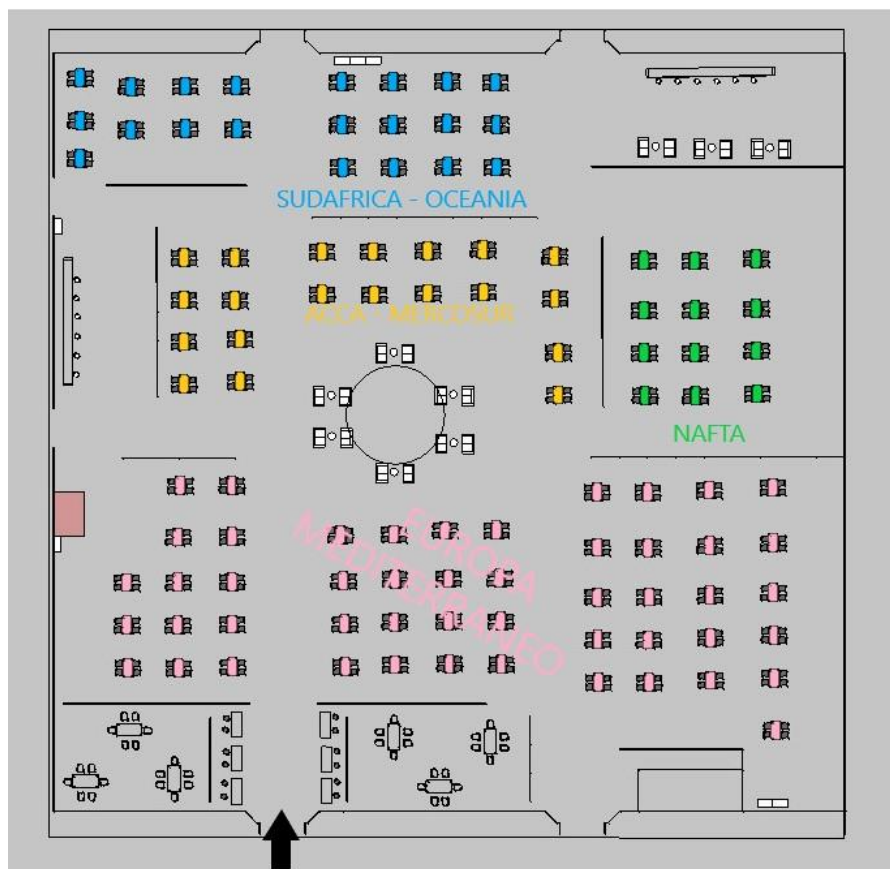 SUDAFRICA - OCEANIA
ACCA - MERCOSUR
NAFTA
EUROPA
MEDITERRANEO